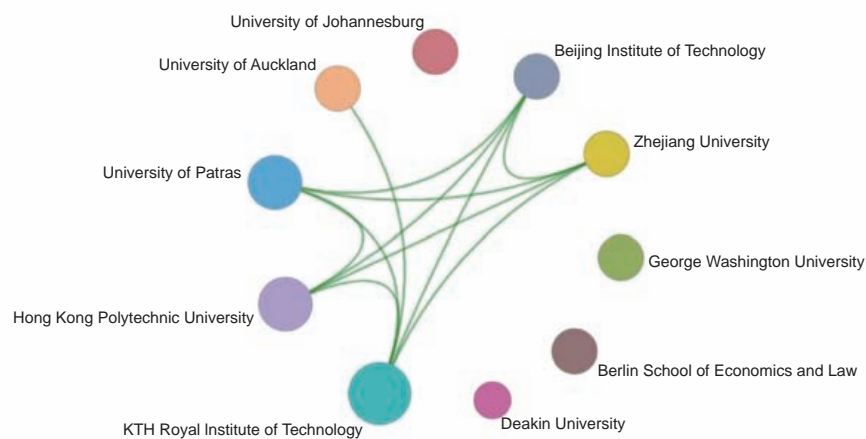 University of Johannesburg
Beijing Institute of Technology
University of Auckland
Zhejiang University
University of Patras
George Washington University
Hong Kong Polytechnic University
Berlin School of Economics and Law
Deakin University
KTH Royal Institute of Technology